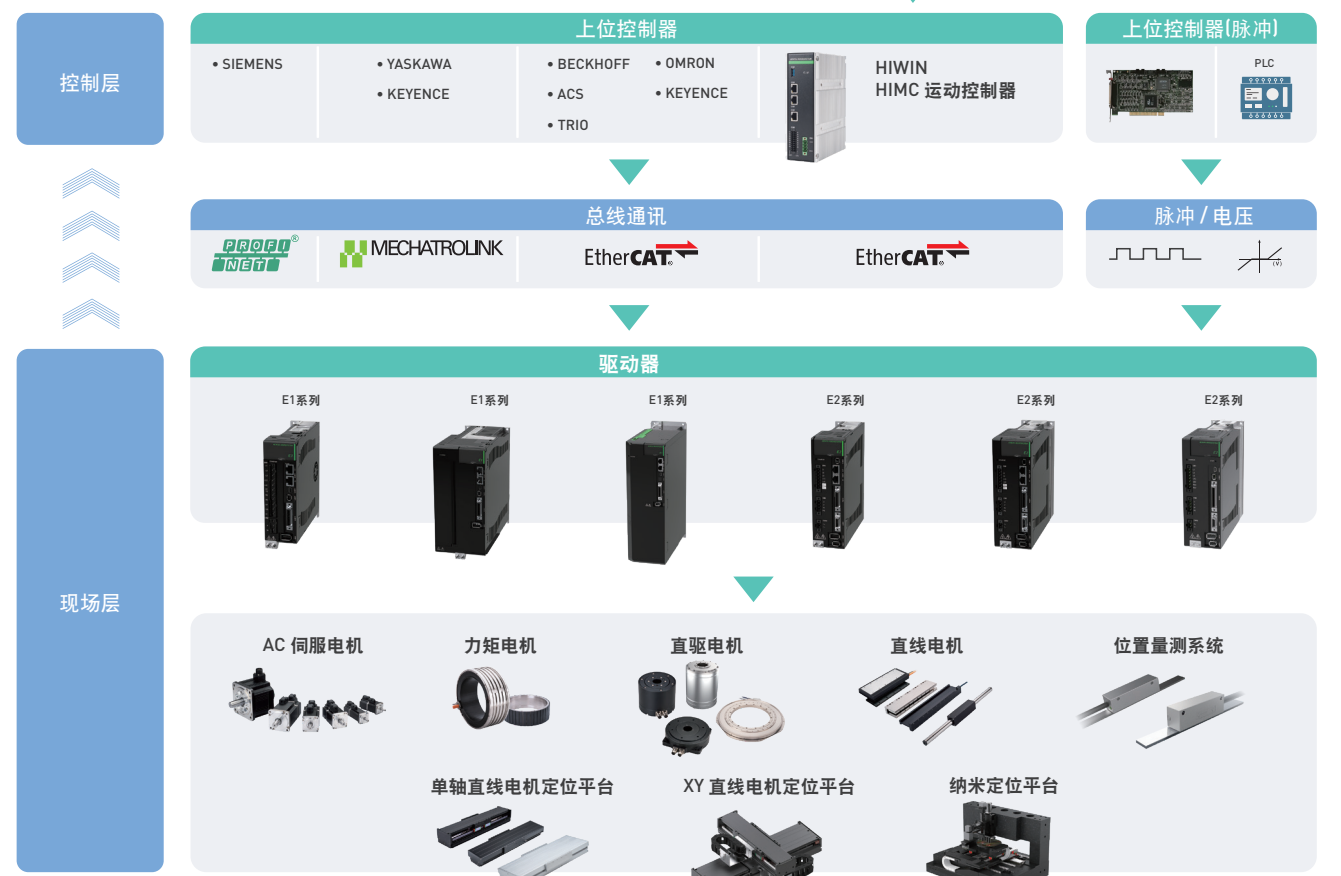 控制层
上位控制器
• SIEMENS
• YASKAWA
• KEYENCE
• BECKHOFF
• ACS
• TRIO
• OMRON
• KEYENCE
HIWIN
HIMC 运动控制器
上位控制器(脉冲)
PLC
总线通讯
PROFI®
NET
MECHATROLINK
EtherCAT®
EtherCAT®
脉冲 / 电压
(V)
现场层
驱动器
E1系列
E1系列
E1系列
E2系列
E2系列
E2系列
AC 伺服电机
力矩电机
直驱电机
直线电机
位置量测系统
单轴直线电机定位平台
XY 直线电机定位平台
纳米定位平台